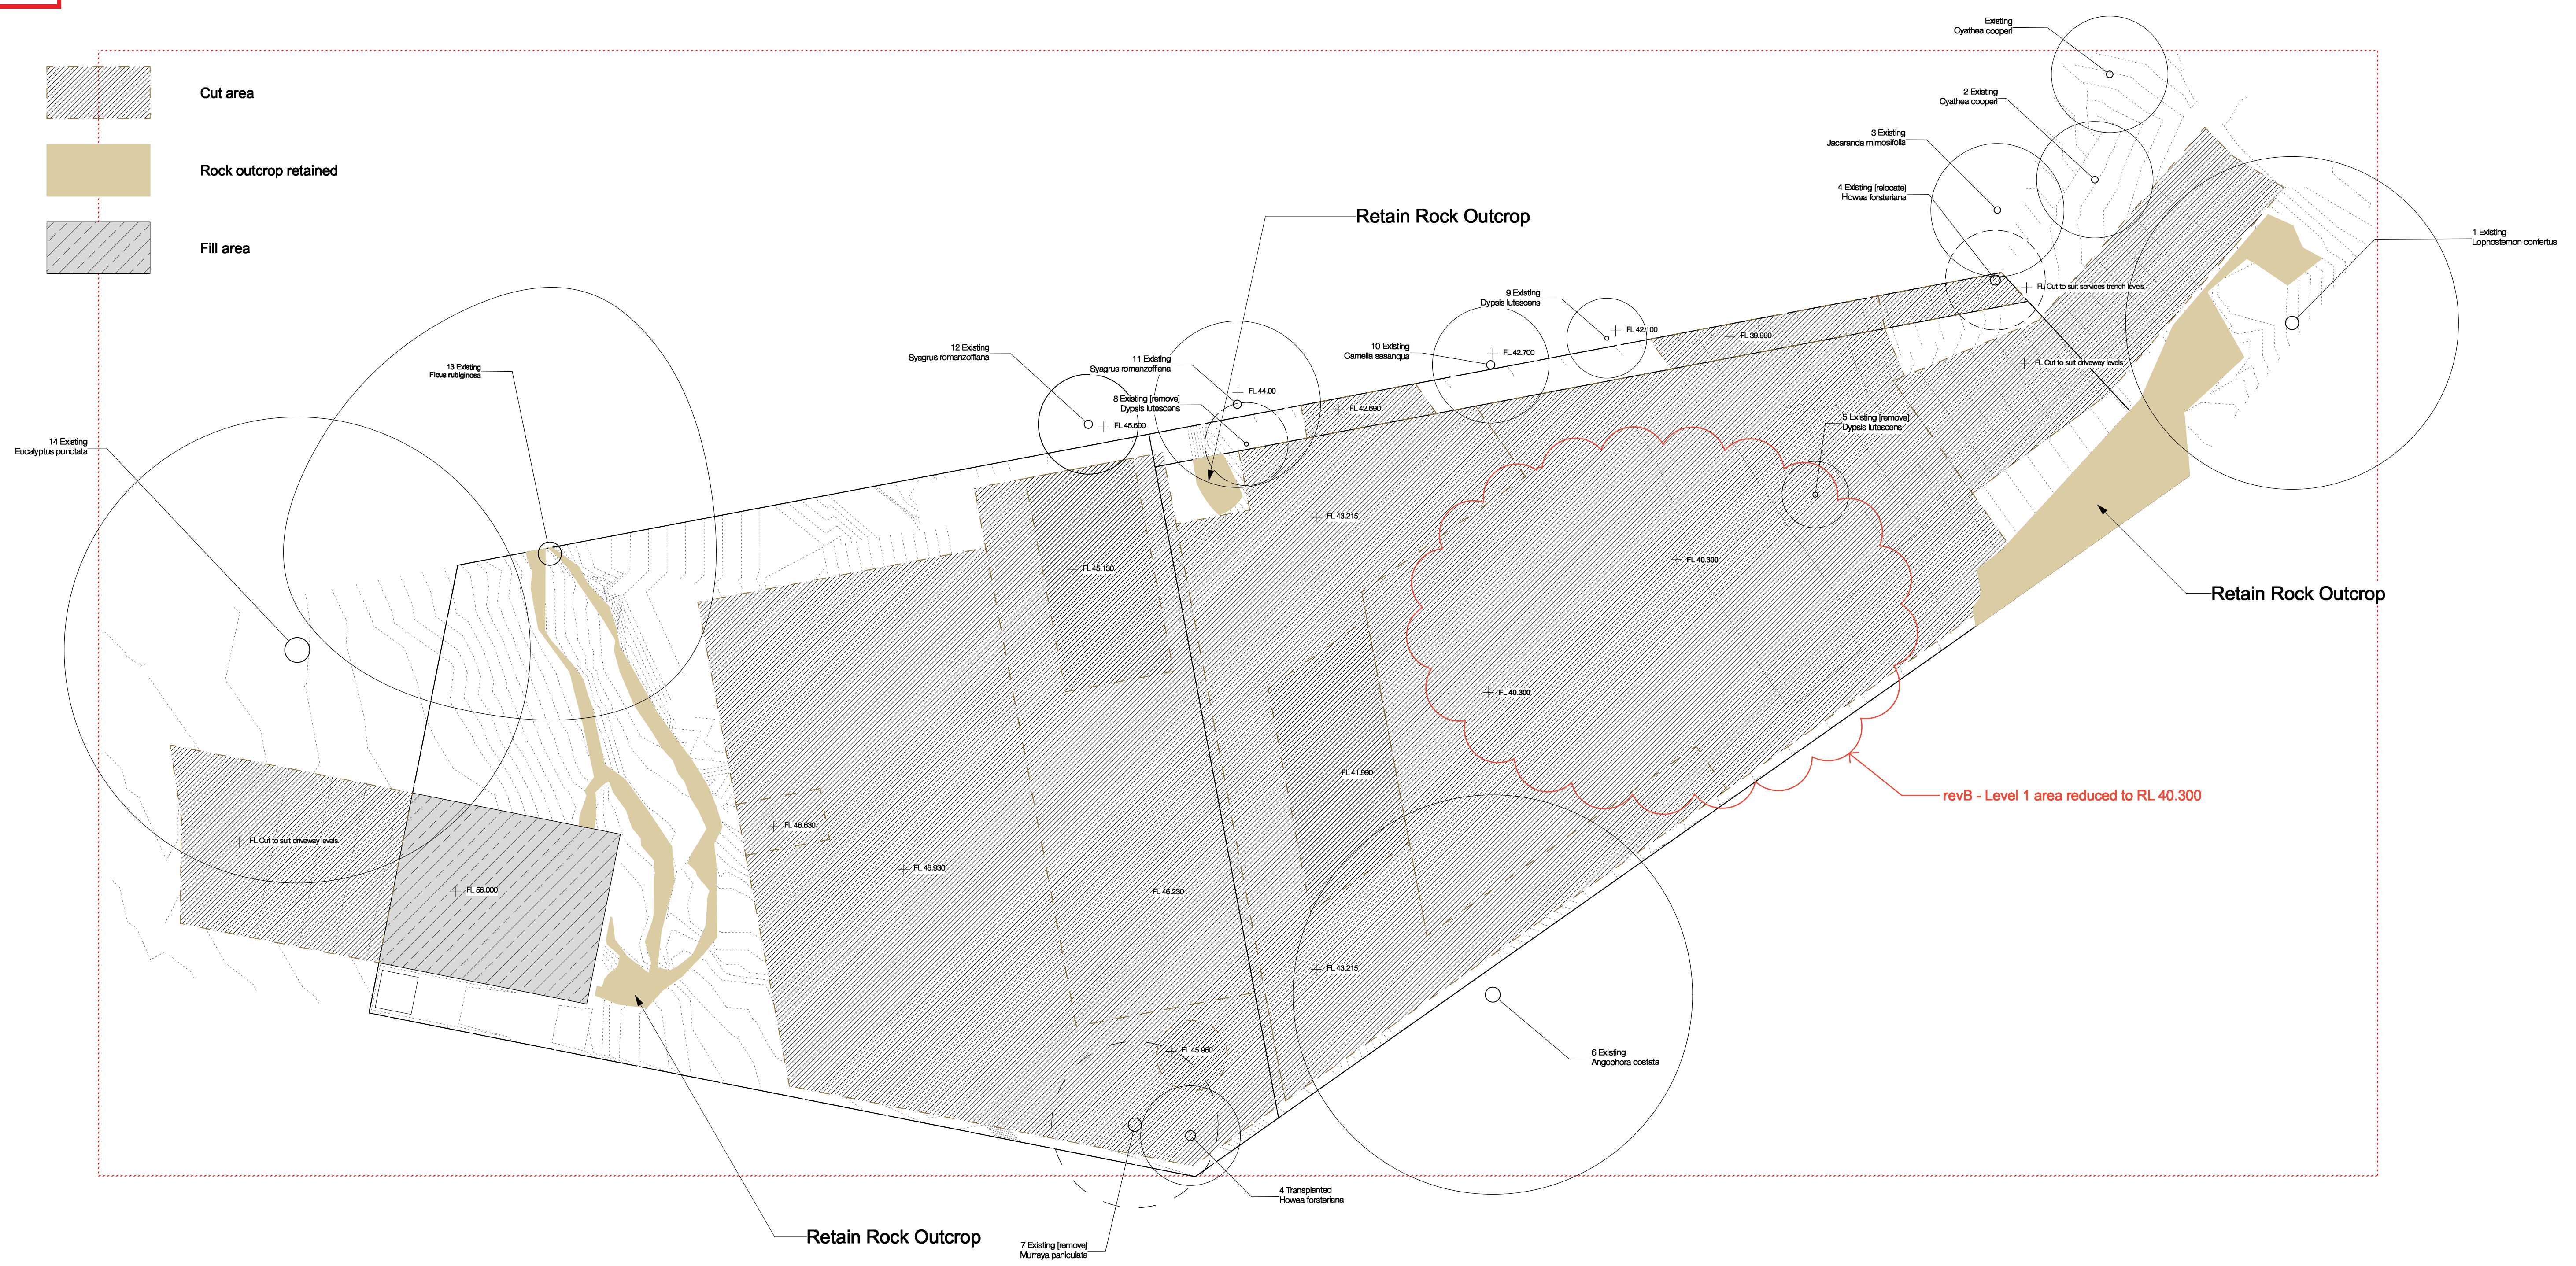 Cut area
Rock outcrop retained
Fill area
Existing
Cyathea cooperi
2 Existing
Cyathea cooperi
3 Existing
Jacaranda mimosifolia
4 Existing [relocate]
Howea forsteriana
1 Existing
Lophostemon confertus
Retain Rock Outcrop
FL Cut to suit services trench levels
9 Existing
Dypsis lutescens
FL 42.100
FL 39.990
12 Existing
Syagrus romanzoffiana
11 Existing
Syagrus romanzoffiana
10 Existing
Camelia sasanqua
FL 42.700
FL Cut to suit driveway levels
13 Existing
Ficus rubiginosa
8 Existing [remove]
Dypsis lutescens
FL 44.00
FL 42.690
FL 45.600
5 Existing [remove]
Dypsis lutescens
14 Existing
Eucalyptus punctata
FL 43.215
FL 45.130
FL 40.300
Retain Rock Outcrop
FL 40.300
FL 41.990
revB - Level 1 area reduced to RL 40.300
FL 46.630
FL Cut to suit driveway levels
FL 46.930
FL 56.000
FL 46.230
FL 43.215
FL 45.980
6 Existing
Angophora costata
4 Transplanted
Howea forsteriana
Retain Rock Outcrop
7 Existing [remove]
Murraya paniculata